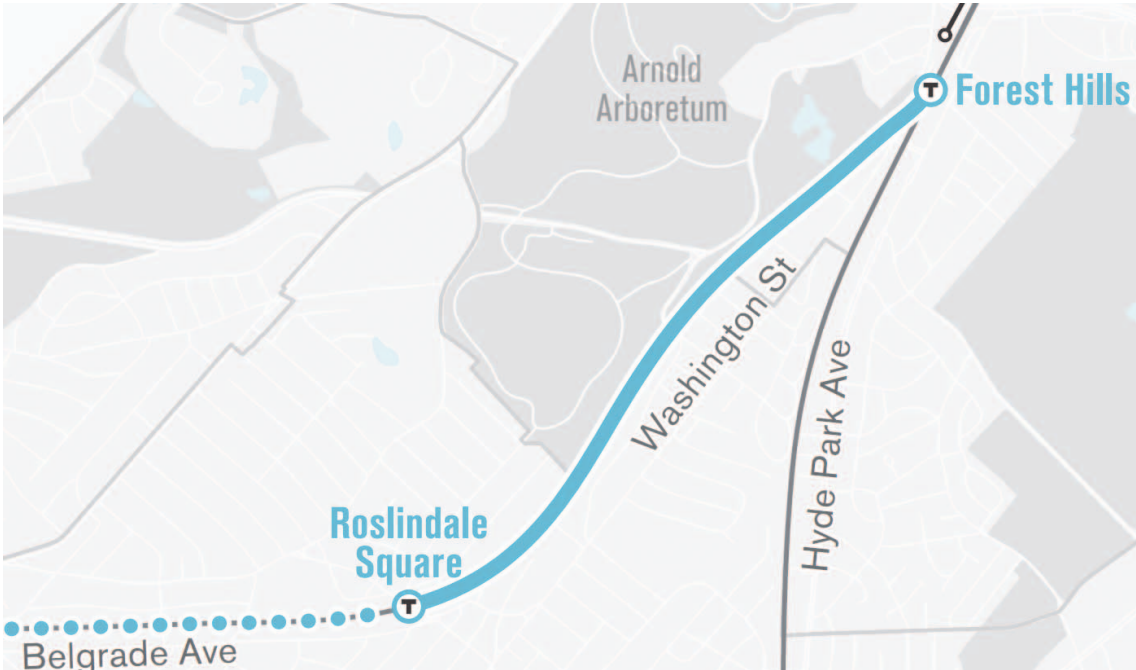 Arnold
Arboretum
T
Forest Hills
Washington St
Hyde Park Ave
Roslindale
Square
T
Belgrade Ave